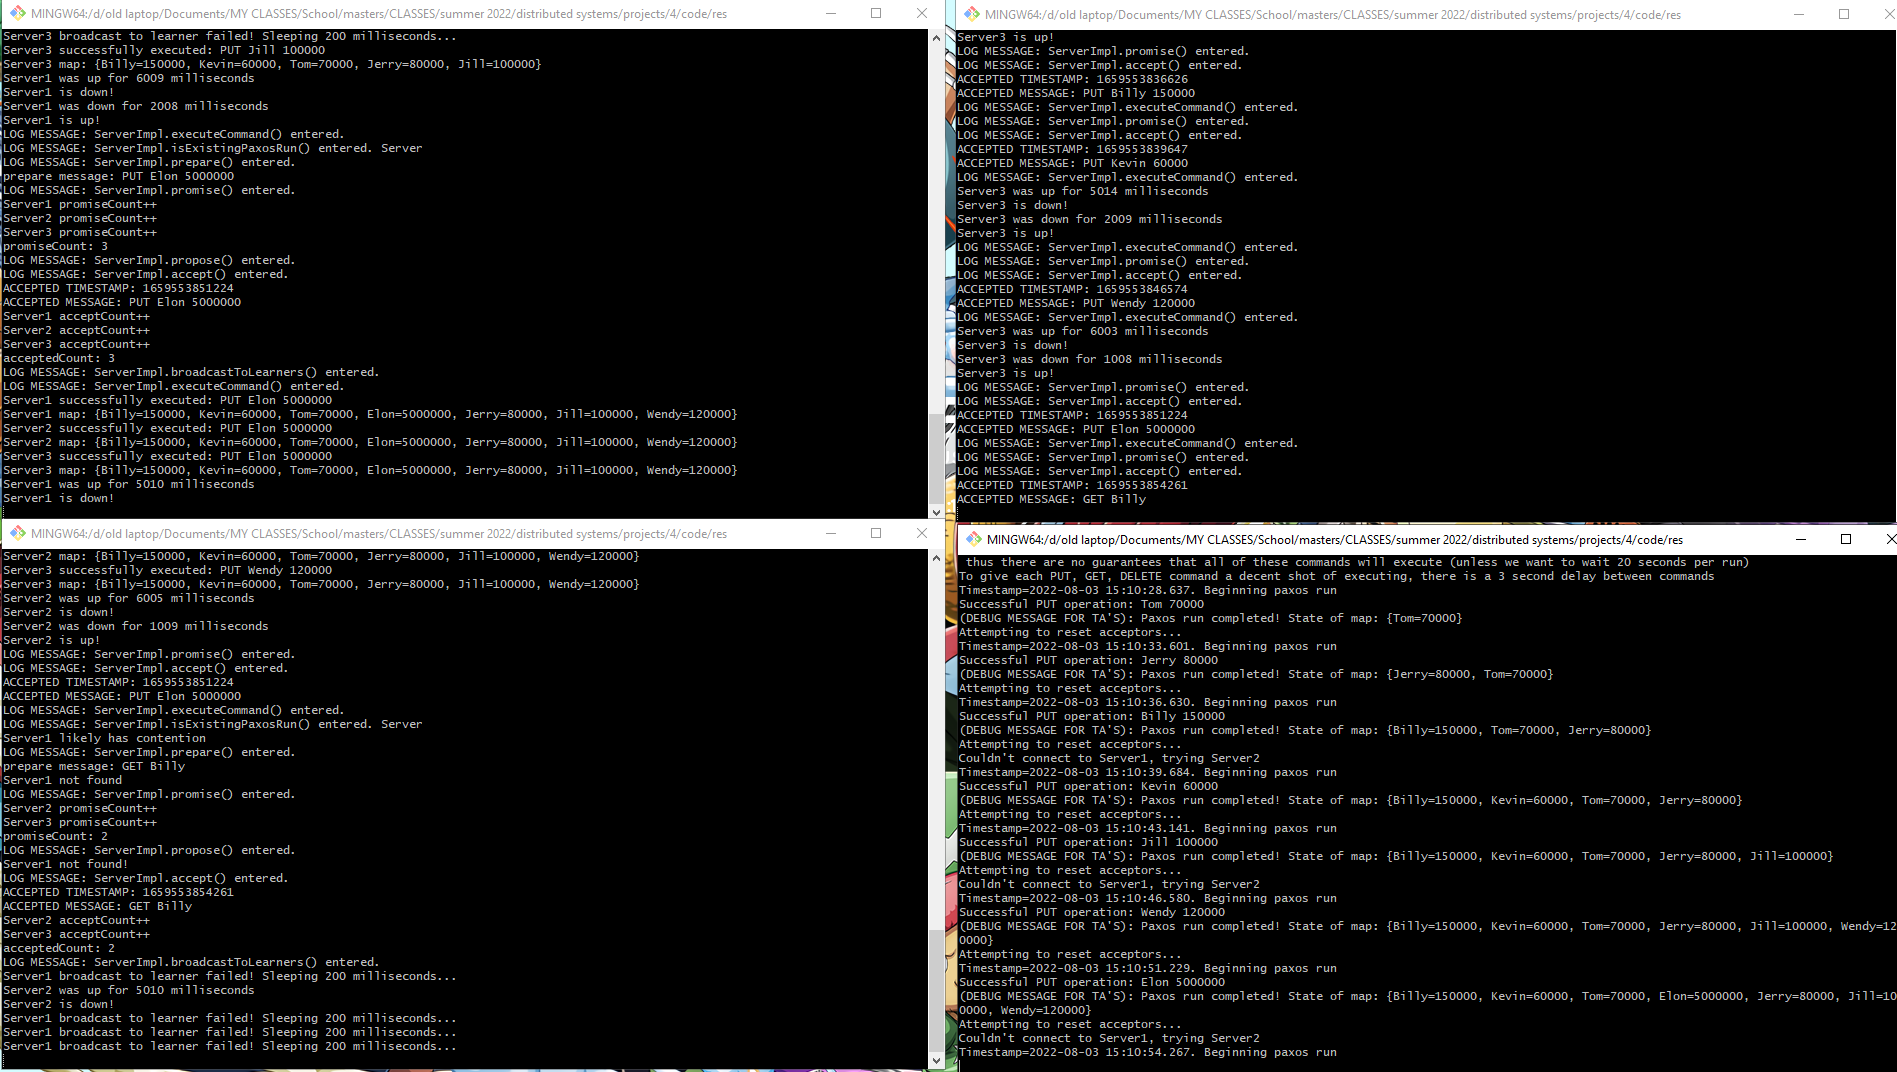 MINGW64:/d/old laptop/Documents/MY CLASSES/School/masters/CLASSES/summer 2022/distributed systems/projects/4/code/res
Server3 broadcast to learner failed! Sleeping 200 milliseconds...
Server3 successfully executed: PUT Jill 100000
Server3 map: {Billy=150000, Kevin=60000, Tom=70000, Jerry=80000, Jill=100000}
Server1 was up for 6009 milliseconds
Server1 is down!
Server1 was down for 2008 milliseconds
Server1 is up!
LOG MESSAGE: ServerImpl.executeCommand() entered.
LOG MESSAGE: ServerImpl.isExistingPaxosRun() entered. Server
LOG MESSAGE: ServerImpl.prepare() entered.
prepare message: PUT Elon 5000000
LOG MESSAGE: ServerImpl.promise() entered.
Server1 promiseCount++
Server2 promiseCount++
Server3 promiseCount++
promiseCount: 3
LOG MESSAGE: ServerImpl.propose() entered.
LOG MESSAGE: ServerImpl.accept() entered.
ACCEPTED TIMESTAMP: 1659553851224
ACCEPTED MESSAGE: PUT Elon 5000000
Server1 acceptCount++
Server2 acceptCount++
Server3 acceptCount++
acceptedCount: 3
LOG MESSAGE: ServerImpl.broadcastToLearners() entered.
LOG MESSAGE: ServerImpl.executeCommand() entered.
Server1 successfully executed: PUT Elon 5000000
Server1 map: {Billy=150000, Kevin=60000, Tom=70000, Elon=5000000, Jerry=80000, Jill=100000, Wendy=120000}
Server2 successfully executed: PUT Elon 5000000
Server2 map: {Billy=150000, Kevin=60000, Tom=70000, Elon=5000000, Jerry=80000, Jill=100000, Wendy=120000}
Server3 successfully executed: PUT Elon 5000000
Server3 map: {Billy=150000, Kevin=60000, Tom=70000, Elon=5000000, Jerry=80000, Jill=100000, Wendy=120000}
Server1 was up for 5010 milliseconds
Server1 is down!
MINGW64:/d/old laptop/Documents/MY CLASSES/School/masters/CLASSES/summer 2022/distributed systems/projects/4/code/res
Server3 is up!
LOG MESSAGE: ServerImpl.promise() entered.
LOG MESSAGE: ServerImpl.accept() entered.
ACCEPTED TIMESTAMP: 1659553836626
ACCEPTED MESSAGE: PUT Billy 150000
LOG MESSAGE: ServerImpl.executeCommand() entered.
LOG MESSAGE: ServerImpl.promise() entered.
LOG MESSAGE: ServerImpl.accept() entered.
ACCEPTED TIMESTAMP: 1659553839647
ACCEPTED MESSAGE: PUT Kevin 60000
LOG MESSAGE: ServerImpl.executeCommand() entered.
Server3 was up for 5014 milliseconds
Server3 is down!
Server3 was down for 2009 milliseconds
Server3 is up!
LOG MESSAGE: ServerImpl.executeCommand() entered.
LOG MESSAGE: ServerImpl.promise() entered.
LOG MESSAGE: ServerImpl.accept() entered.
ACCEPTED TIMESTAMP: 1659553846574
ACCEPTED MESSAGE: PUT Wendy 120000
LOG MESSAGE: ServerImpl.executeCommand() entered.
Server3 was up for 6003 milliseconds
Server3 is down!
Server3 was down for 1008 milliseconds
Server3 is up!
LOG MESSAGE: ServerImpl.promise() entered.
LOG MESSAGE: ServerImpl.accept() entered.
ACCEPTED TIMESTAMP: 1659553851224
ACCEPTED MESSAGE: PUT Elon 5000000
LOG MESSAGE: ServerImpl.executeCommand() entered.
LOG MESSAGE: ServerImpl.promise() entered.
LOG MESSAGE: ServerImpl.accept() entered.
ACCEPTED TIMESTAMP: 1659553854261
ACCEPTED MESSAGE: GET Billy
MINGW64:/d/old laptop/Documents/MY CLASSES/School/masters/CLASSES/summer 2022/distributed systems/projects/4/code/res
Server2 map: {Billy=150000, Kevin=60000, Tom=70000, Jerry=80000, Jill=100000, Wendy=120000}
Server3 successfully executed: PUT Wendy 120000
Server3 map: {Billy=150000, Kevin=60000, Tom=70000, Jerry=80000, Jill=100000, Wendy=120000}
Server2 was up for 6005 milliseconds
Server2 is down!
Server2 was down for 1009 milliseconds
Server2 is up!
LOG MESSAGE: ServerImpl.promise() entered.
LOG MESSAGE: ServerImpl.accept() entered.
ACCEPTED TIMESTAMP: 1659553851224
ACCEPTED MESSAGE: PUT Elon 5000000
LOG MESSAGE: ServerImpl.executeCommand() entered.
LOG MESSAGE: ServerImpl.isExistingPaxosRun() entered. Server
Server1 likely has contention
LOG MESSAGE: ServerImpl.prepare() entered.
prepare message: GET Billy
Server1 not found
LOG MESSAGE: ServerImpl.promise() entered.
Server2 promiseCount++
Server3 promiseCount++
promiseCount: 2
LOG MESSAGE: ServerImpl.propose() entered.
Server1 not found!
LOG MESSAGE: ServerImpl.accept() entered.
ACCEPTED TIMESTAMP: 1659553854261
ACCEPTED MESSAGE: GET Billy
Server2 acceptCount++
Server3 acceptCount++
acceptedCount: 2
LOG MESSAGE: ServerImpl.broadcastToLearners() entered.
Server1 broadcast to learner failed! Sleeping 200 milliseconds...
Server2 was up for 5010 milliseconds
Server2 is down!
Server1 broadcast to learner failed! Sleeping 200 milliseconds...
Server1 broadcast to learner failed! Sleeping 200 milliseconds...
Server1 broadcast to learner failed! Sleeping 200 milliseconds...
MINGW64:/d/old laptop/Documents/MY CLASSES/School/masters/CLASSES/summer 2022/distributed systems/projects/4/code/res
thus there are no guarantees that all of these commands will execute (unless we want to wait 20 seconds per run)
To give each PUT, GET, DELETE command a decent shot of executing, there is a 3 second delay between commands
Timestamp=2022-08-03 15:10:28.637. Beginning paxos run
Successful PUT operation: Tom 70000
(DEBUG MESSAGE FOR TA'S): Paxos run completed! State of map: {Tom=70000}
Attempting to reset acceptors...
Timestamp=2022-08-03 15:10:33.601. Beginning paxos run
Successful PUT operation: Jerry 80000
(DEBUG MESSAGE FOR TA'S): Paxos run completed! State of map: {Jerry=80000, Tom=70000}
Attempting to reset acceptors...
Timestamp=2022-08-03 15:10:36.630. Beginning paxos run
Successful PUT operation: Billy 150000
(DEBUG MESSAGE FOR TA'S): Paxos run completed! State of map: {Billy=150000, Tom=70000, Jerry=80000}
Attempting to reset acceptors...
Couldn't connect to Server1, trying Server2
Timestamp=2022-08-03 15:10:39.684. Beginning paxos run
Successful PUT operation: Kevin 60000
(DEBUG MESSAGE FOR TA'S): Paxos run completed! State of map: {Billy=150000, Kevin=60000, Tom=70000, Jerry=80000}
Attempting to reset acceptors...
Timestamp=2022-08-03 15:10:43.141. Beginning paxos run
Successful PUT operation: Jill 100000
(DEBUG MESSAGE FOR TA'S): Paxos run completed! State of map: {Billy=150000, Kevin=60000, Tom=70000, Jerry=80000, Jill=100000}
Attempting to reset acceptors...
Couldn't connect to Server1, trying Server2
Timestamp=2022-08-03 15:10:46.580. Beginning paxos run
Successful PUT operation: Wendy 120000
(DEBUG MESSAGE FOR TA'S): Paxos run completed! State of map: {Billy=150000, Kevin=60000, Tom=70000, Jerry=80000, Jill=100000, Wendy=12
0000}
Attempting to reset acceptors...
Timestamp=2022-08-03 15:10:51.229. Beginning paxos run
Successful PUT operation: Elon 5000000
(DEBUG MESSAGE FOR TA'S): Paxos run completed! State of map: {Billy=150000, Kevin=60000, Tom=70000, Elon=5000000, Jerry=80000, Jill=10
0000, Wendy=120000}
Attempting to reset acceptors...
Couldn't connect to Server1, trying Server2
Timestamp=2022-08-03 15:10:54.267. Beginning paxos run